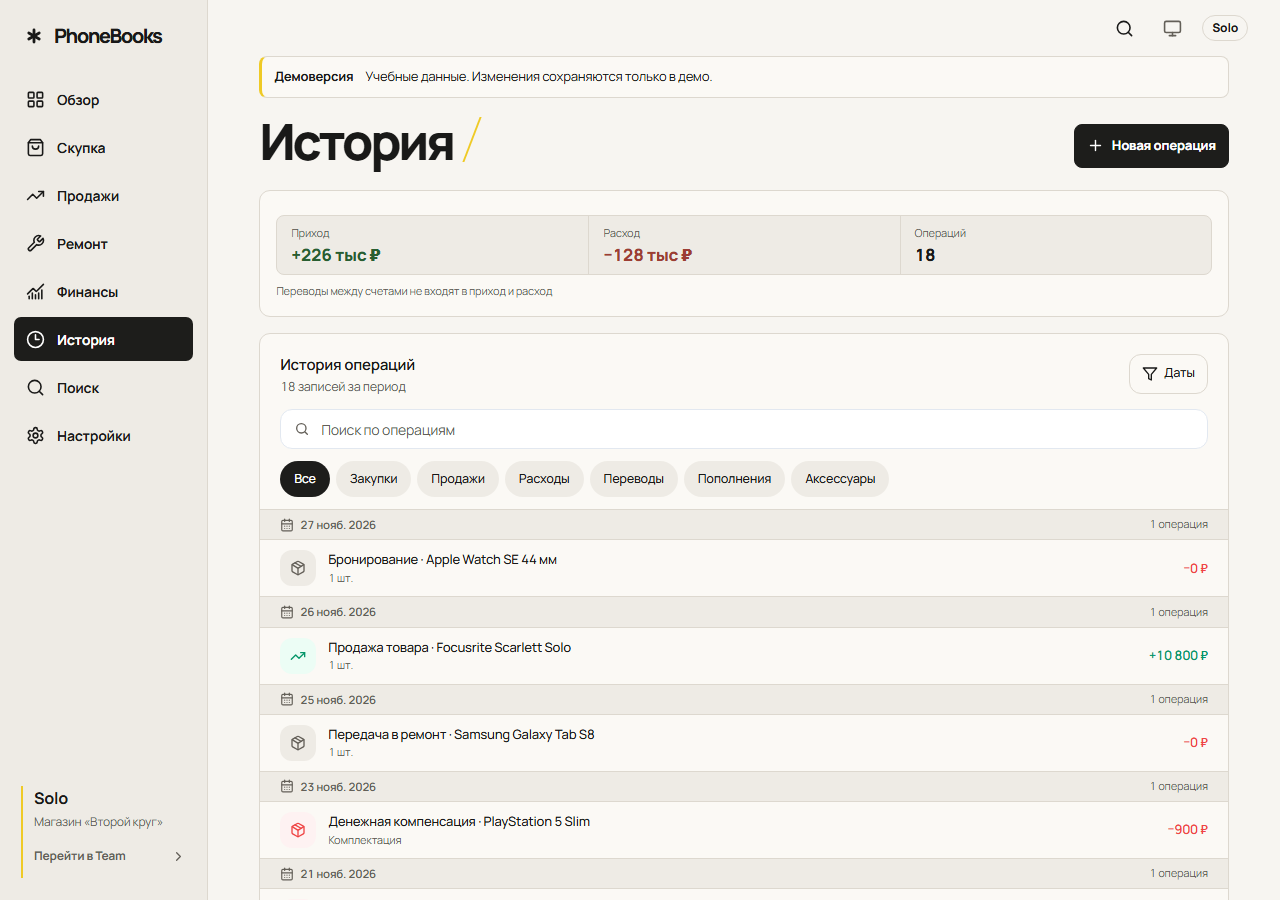 PhoneBooks
Solo
Обзор
Скупка
Продажи
Ремонт
Финансы
История
Поиск
Настройки
Solo
Магазин «Второй круг»
Перейти в Team
Демоверсия Учебные данные. Изменения сохраняются только в демо.
История
Новая операция
Приход
+226 тыс ₽
Расход
−128 тыс ₽
Операций
18
Переводы между счетами не входят в приход и расход
История операций
18 записей за период
Даты
Поиск по операциям
Все Закупки Продажи Расходы Переводы Пополнения Аксессуары
27 нояб. 2026 1 операция
Бронирование · Apple Watch SE 44 мм
1 шт.
−0 ₽
26 нояб. 2026 1 операция
Продажа товара · Focusrite Scarlett Solo
1 шт.
+10 800 ₽
25 нояб. 2026 1 операция
Передача в ремонт · Samsung Galaxy Tab S8
1 шт.
−0 ₽
23 нояб. 2026 1 операция
Денежная компенсация · PlayStation 5 Slim
Комплектация
−900 ₽
21 нояб. 2026 1 операция